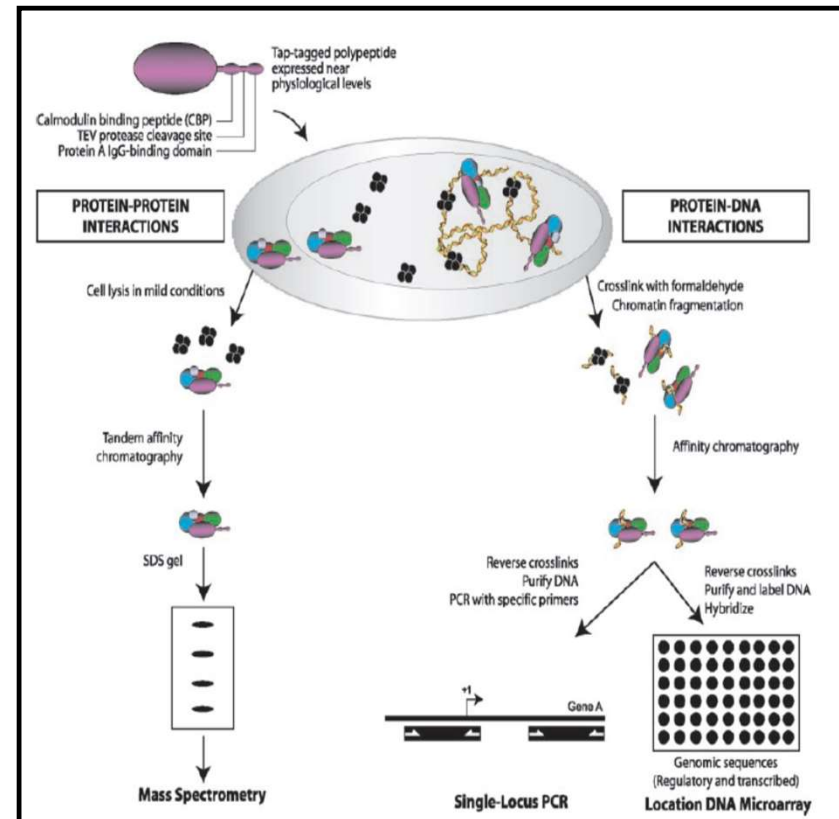 Tap-tagged polypeptide
expressed near
physiological levels
Calmodulin binding peptide (CBP)
TEV protease cleavage site
Protein A IgG-binding domain
PROTEIN-PROTEIN
INTERACTIONS
PROTEIN-DNA
INTERACTIONS
Cell lysis in mild conditions
Crosslink with formaldehyde
Chromatin fragmentation
Tandem affinity
chromatography
Affinity chromatography
SDS gel
Reverse crosslinks
Purify DNA
PCR with specific primers
Reverse crosslinks
Purify and label DNA
Hybridize
+1
Gene A
Genomic sequences
(Regulatory and transcribed)
Mass Spectrometry
Single-Locus PCR
Location DNA Microarray